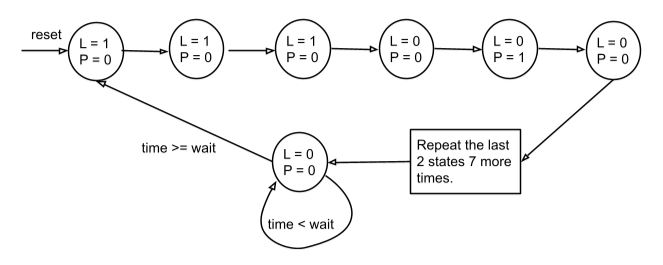 reset
L = 1
P = 0
L = 1
P = 0
L = 1
P = 0
L = 0
P = 0
L = 0
P = 1
L = 0
P = 0
time >= wait
L = 0
P = 0
Repeat the last
2 states 7 more
times.
time < wait